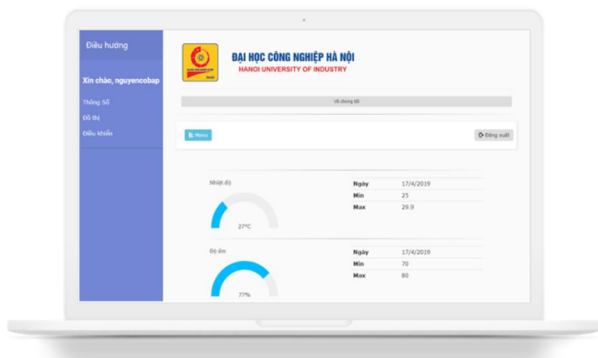 Điều hướng
Xin chào, nguyencobap
Thông Số
Đồ thị
Điều khiển
ĐẠI HỌC CÔNG NGHIỆP HÀ NỘI
HANOI UNIVERSITY OF INDUSTRY
Về chúng tôi
Menu
Đăng xuất
Nhiệt độ
27°C
Ngày 17/4/2019
Min 25
Max 29.9
Độ ẩm
77%
Ngày 17/4/2019
Min 70
Max 80